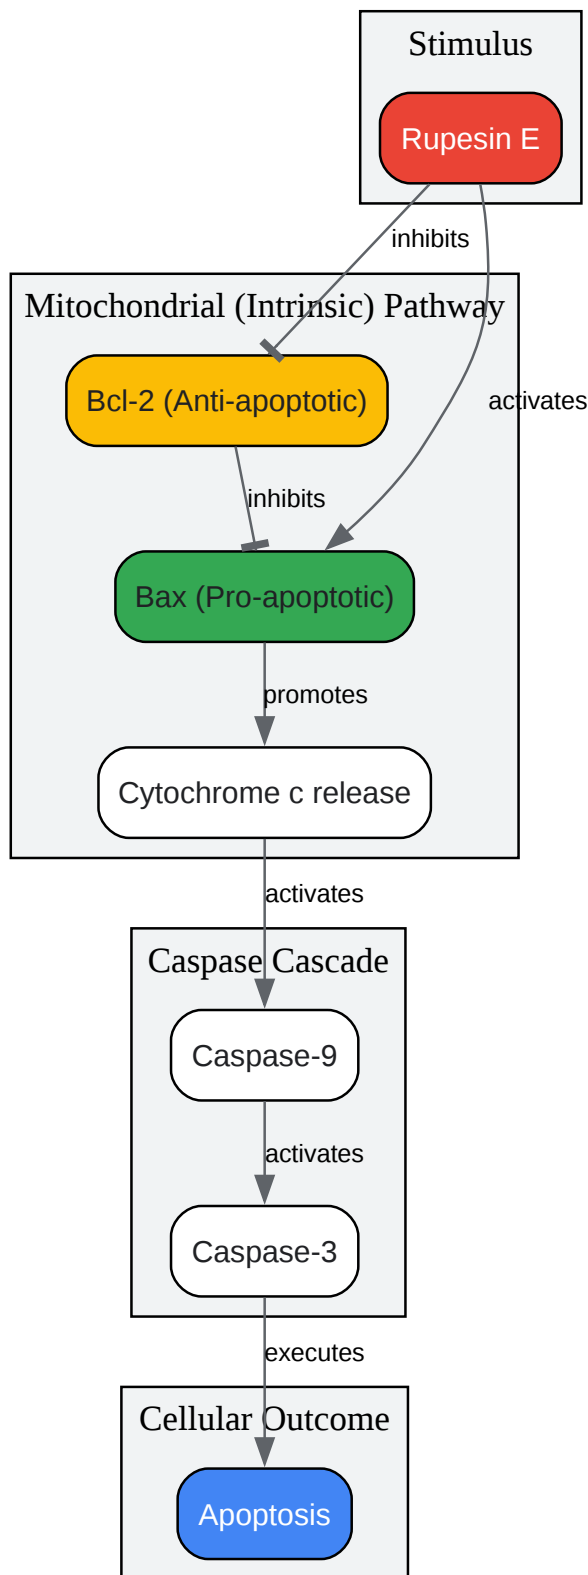 Stimulus
Rupesin E
inhibits
Mitochondrial (Intrinsic) Pathway
Bcl-2 (Anti-apoptotic)
activates
inhibits
Bax (Pro-apoptotic)
promotes
Cytochrome c release
activates
Caspase Cascade
Caspase-9
activates
Caspase-3
executes
Cellular Outcome
Apoptosis